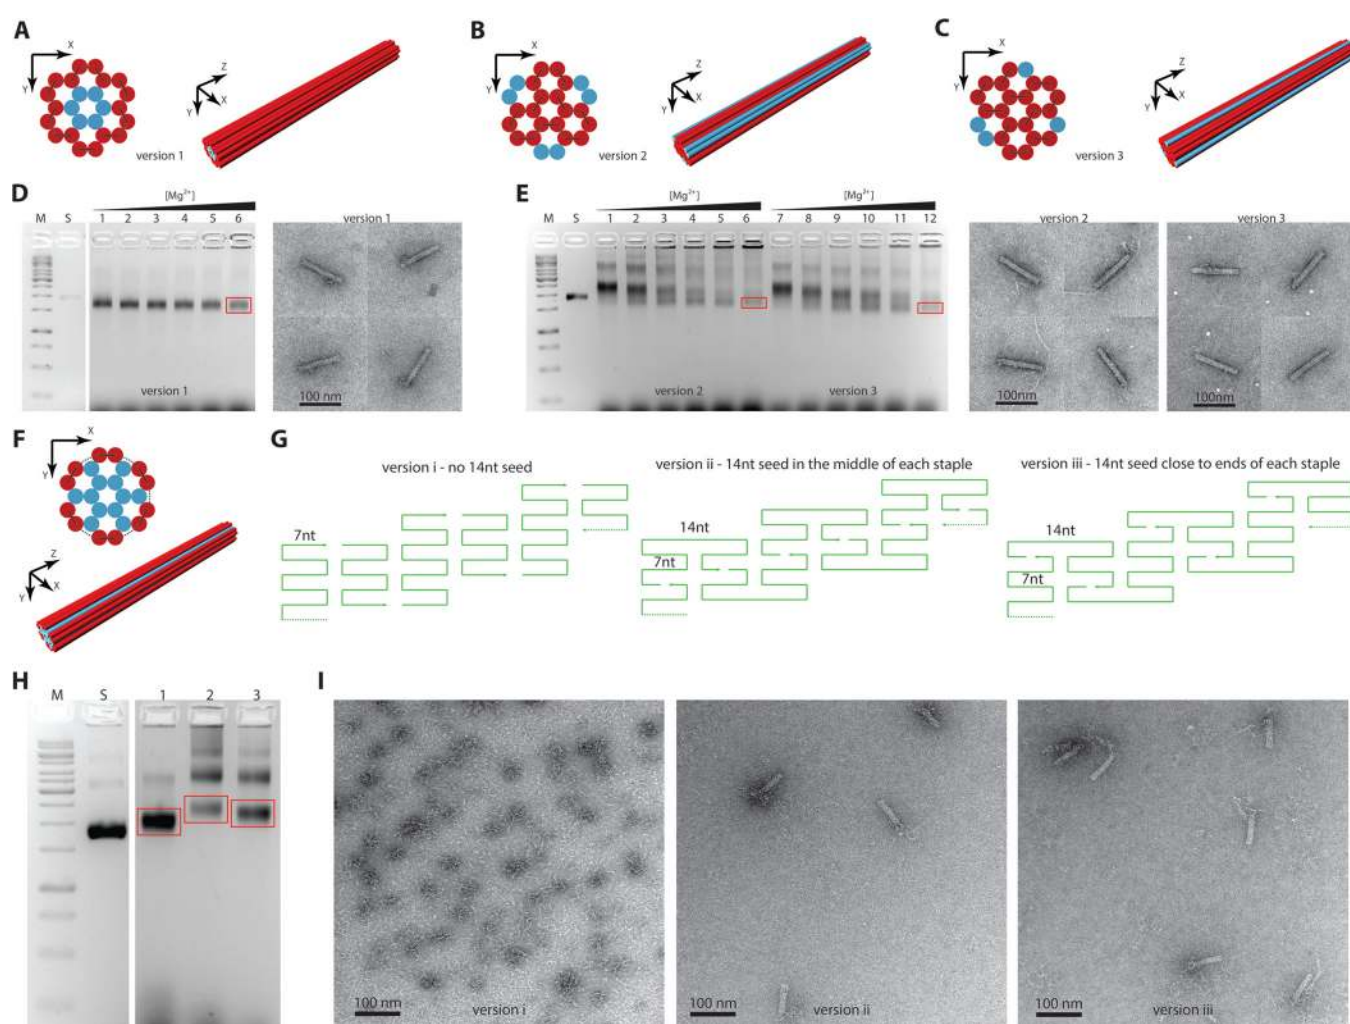 A
X
Y
Z
X
Y
version 1
B
X
Y
Z
X
Y
version 2
C
X
Y
Z
X
Y
version 3
D
[Mg²⁺]
M S 1 2 3 4 5 6
version 1
version 1
100 nm
E
[Mg²⁺] [Mg²⁺]
M S 1 2 3 4 5 6 7 8 9 10 11 12
version 2 version 3
version 2 version 3
100nm 100nm
F
X
Y
Z
X
Y
G
version i - no 14nt seed
7nt
version ii - 14nt seed in the middle of each staple
14nt
7nt
version iii - 14nt seed close to ends of each staple
14nt
7nt
H
M S 1 2 3
I
100 nm version i
100 nm version ii
100 nm version iii